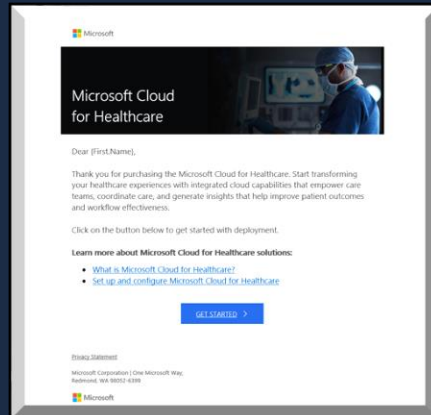 Microsoft
Microsoft Cloud
for Healthcare
Dear [First.Name],
Thank you for purchasing the Microsoft Cloud for Healthcare. Start transforming
your healthcare experiences with integrated cloud capabilities that empower care
teams, coordinate care, and generate insights that help improve patient outcomes
and workflow effectiveness.
Click on the button below to get started with deployment.
Learn more about Microsoft Cloud for Healthcare solutions:
• What is Microsoft Cloud for Healthcare?
• Set up and configure Microsoft Cloud for Healthcare
GET STARTED >
Privacy Statement
Microsoft Corporation | One Microsoft Way,
Redmond, WA 98052-6399
Microsoft